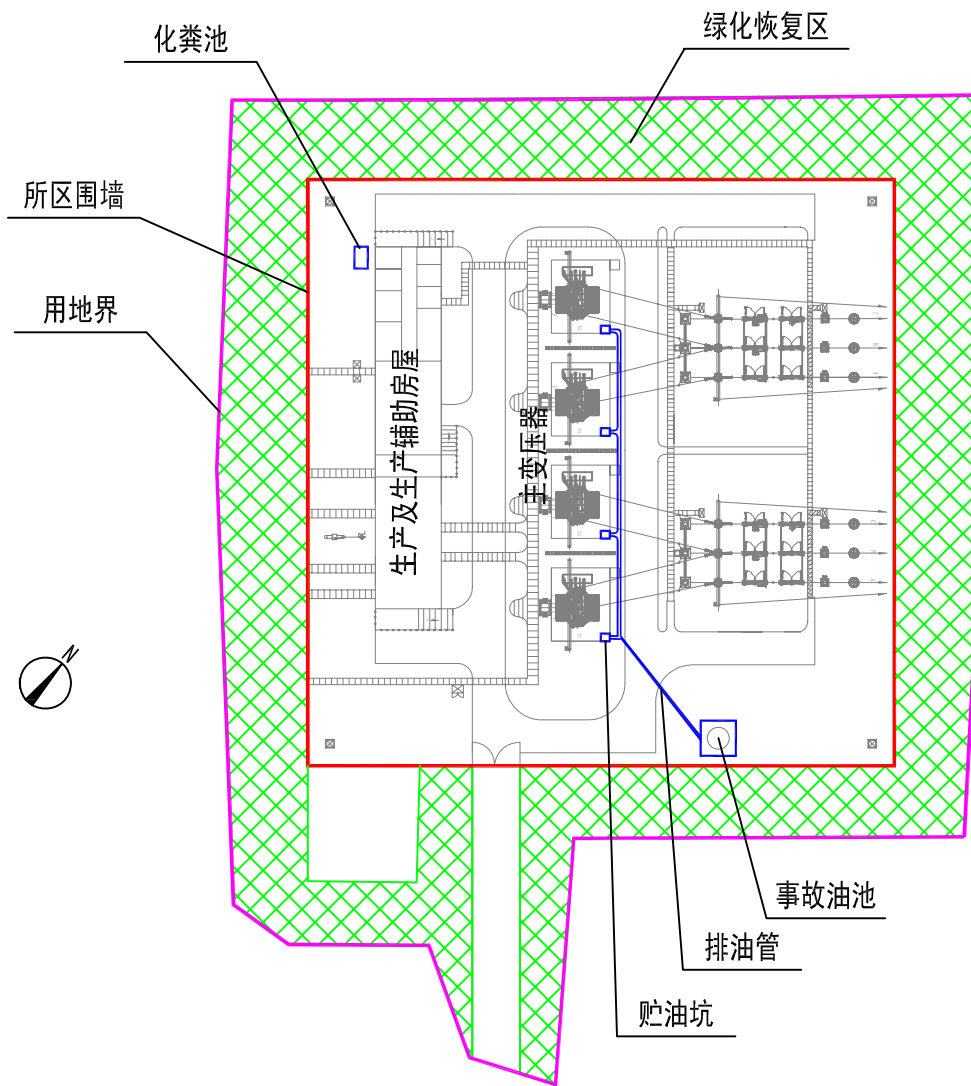 化粪池
绿化恢复区
所区围墙
用地界
生产及生产辅助房屋
主变压器
N
事故油池
排油管
贮油坑